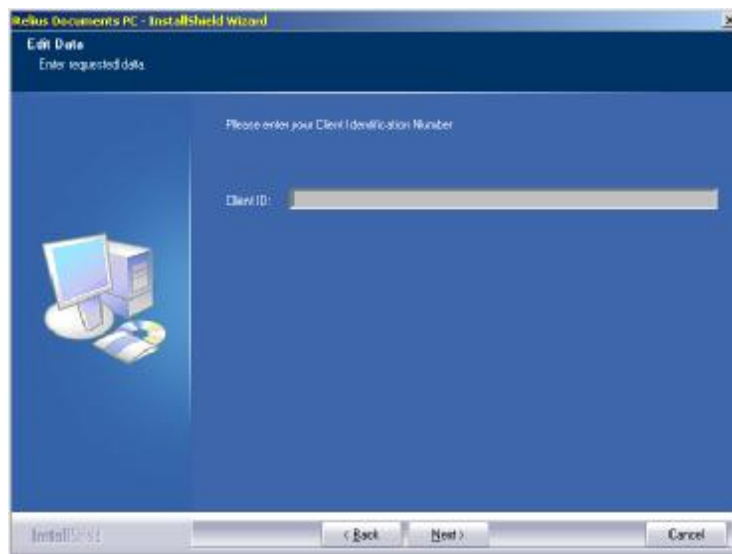 Relius Documents PC - InstallShield Wizard
Edit Data
Enter requested data.
Please enter your Client Identification Number
Client ID:
InstallShield
< Back
Next >
Cancel